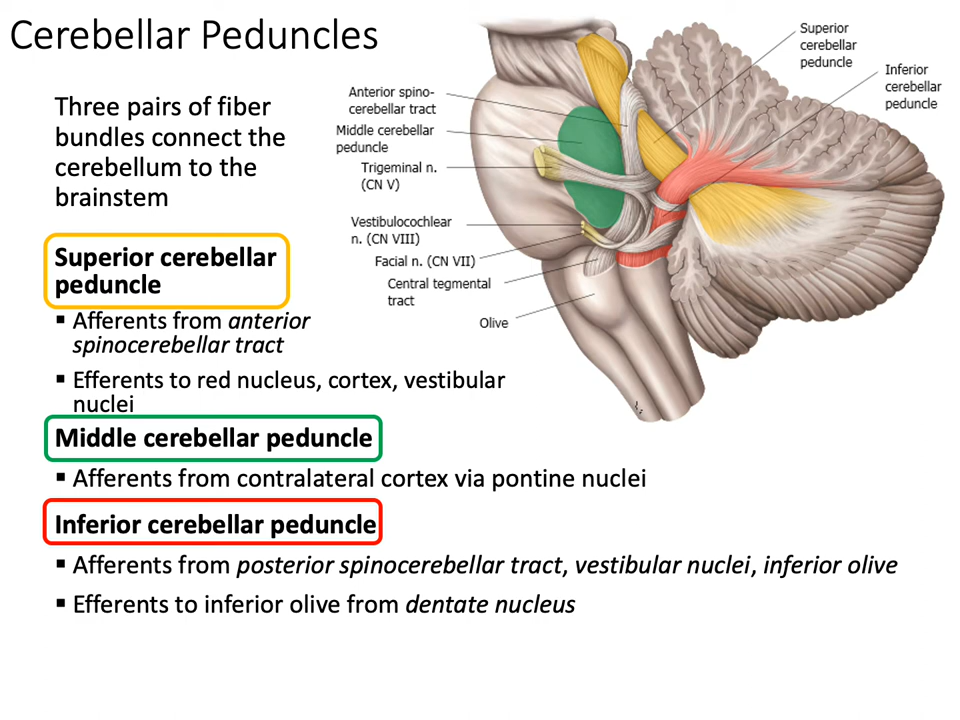 Cerebellar Peduncles
Three pairs of fiber
bundles connect the
cerebellum to the
brainstem
Superior cerebellar
peduncle
▪ Afferents from anterior
spinocerebellar tract
▪ Efferents to red nucleus, cortex, vestibular
nuclei
Middle cerebellar peduncle
▪ Afferents from contralateral cortex via pontine nuclei
Inferior cerebellar peduncle
▪ Afferents from posterior spinocerebellar tract, vestibular nuclei, inferior olive
▪ Efferents to inferior olive from dentate nucleus
Anterior spino-
cerebellar tract
Middle cerebellar
peduncle
Trigeminal n.
(CN V)
Vestibulocochlear
n. (CN VIII)
Facial n. (CN VII)
Central tegmental
tract
Olive
Superior
cerebellar
peduncle
Inferior
cerebellar
peduncle